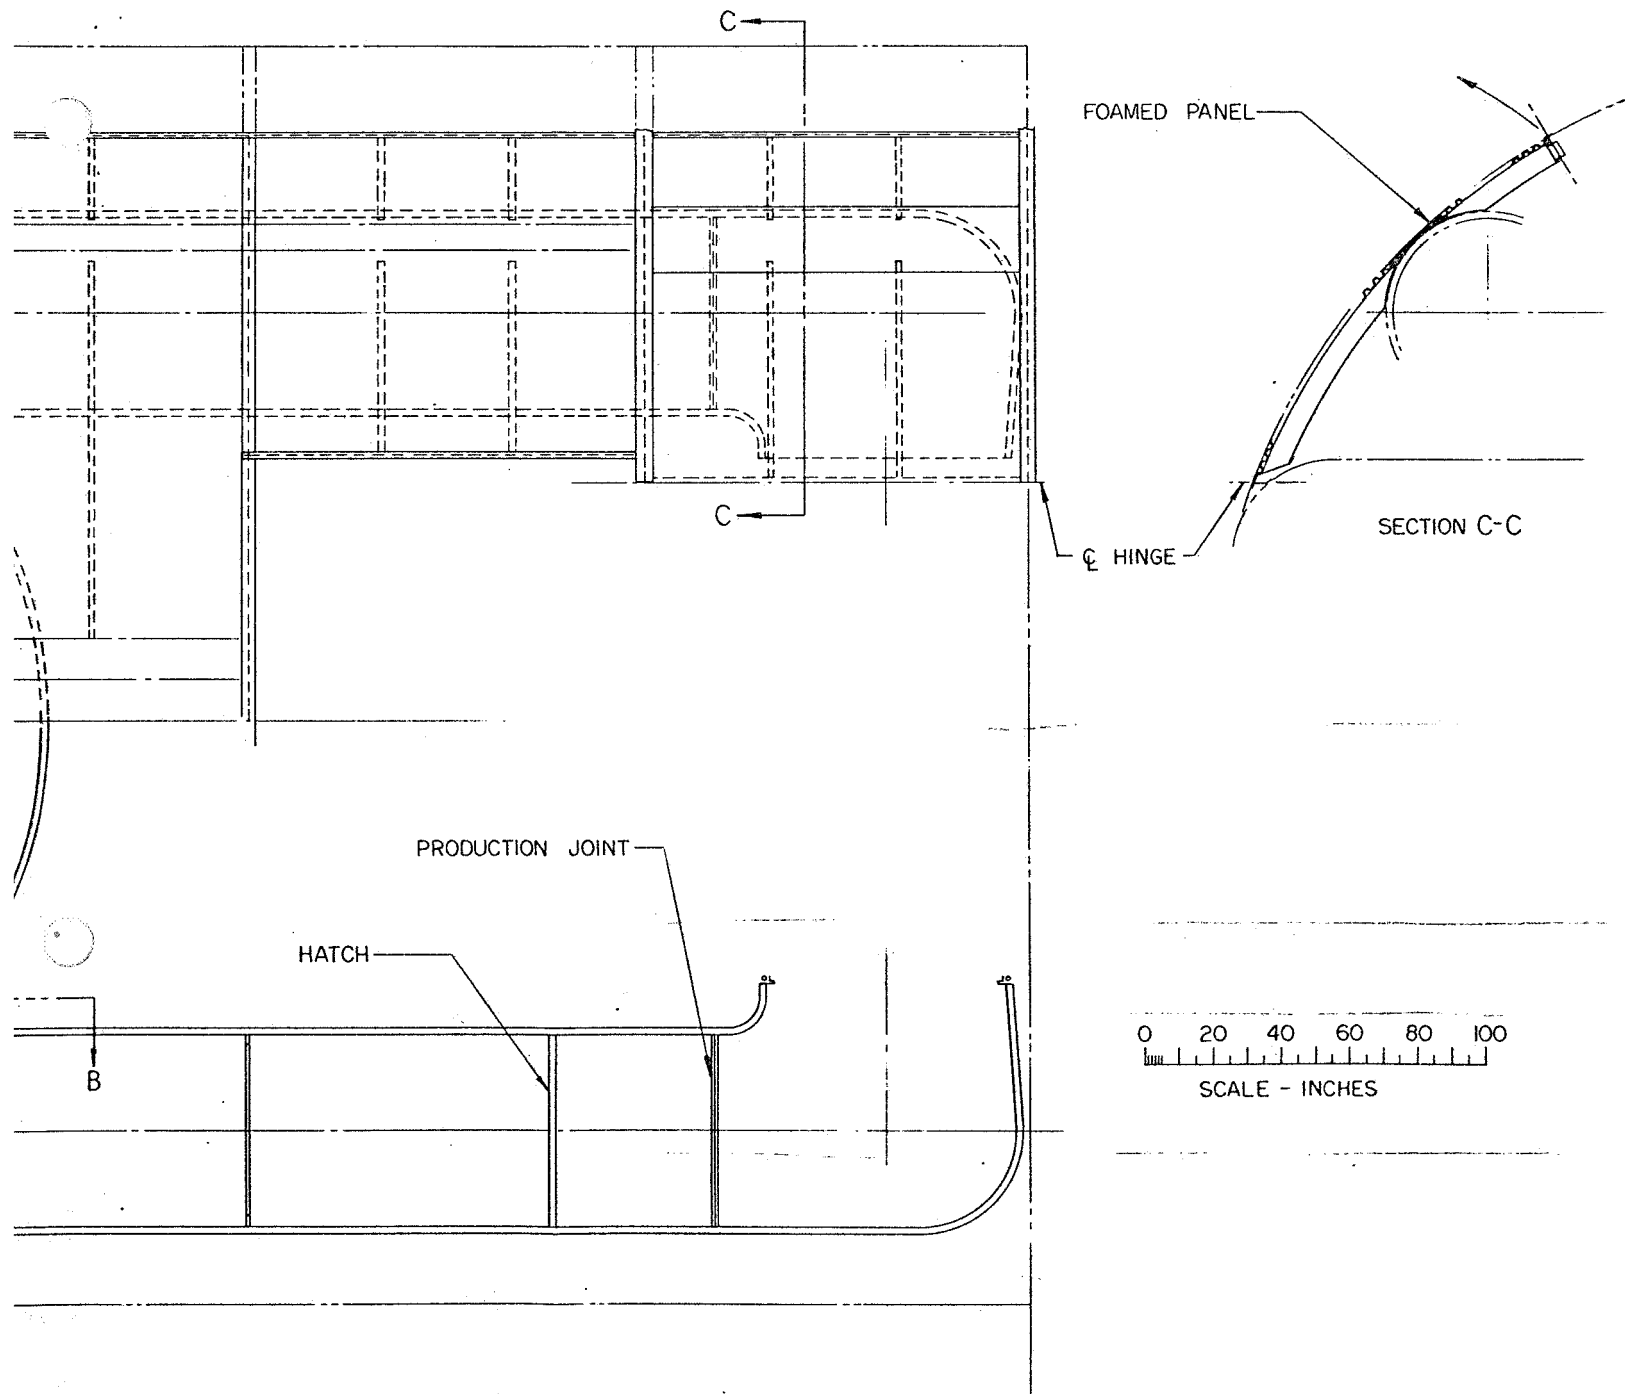 C
FOAMED PANEL
C
SECTION C-C
℄ HINGE
PRODUCTION JOINT
HATCH
B
0 20 40 60 80 100
SCALE - INCHES